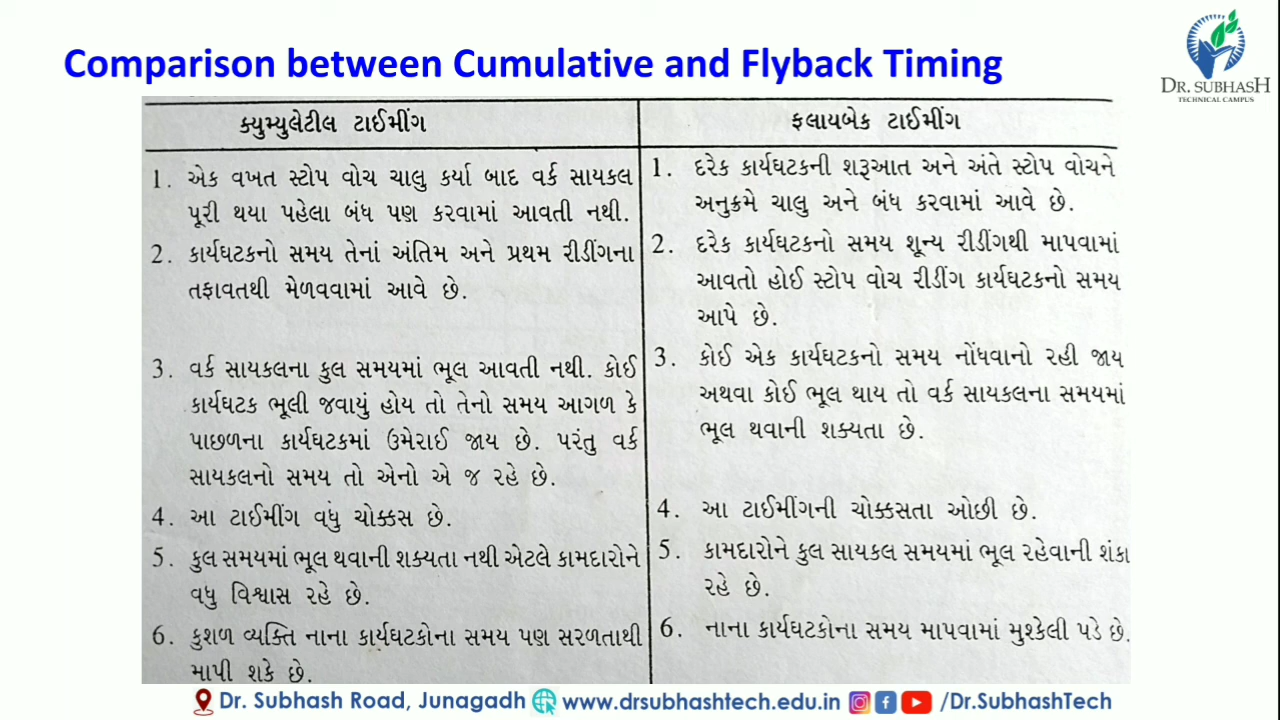 Comparison between Cumulative and Flyback Timing
DR. SUBHASH
TECHNICAL CAMPUS
ક્યુમ્યુલેટીલ ટાઈમીંગ
1. એક વખત સ્ટોપ વોચ ચાલુ કર્યા બાદ વર્ક સાયકલ
પૂરી થયા પહેલા બંધ પણ કરવામાં આવતી નથી.
2. કાર્યઘટકનો સમય તેનાં અંતિમ અને પ્રથમ રીડીંગના
તફાવતથી મેળવવામાં આવે છે.
3. વર્ક સાયકલના કુલ સમયમાં ભૂલ આવતી નથી. કોઈ
કાર્યઘટક ભૂલી જવાયું હોય તો તેનો સમય આગળ કે
પાછળના કાર્યઘટકમાં ઉમેરાઈ જાય છે. પરંતુ વર્ક
સાયકલનો સમય તો એનો એ જ રહે છે.
4. આ ટાઈમીંગ વધુ ચોક્કસ છે.
5. કુલ સમયમાં ભૂલ થવાની શક્યતા નથી એટલે કામદારોને
વધુ વિશ્વાસ રહે છે.
6. કુશળ વ્યક્તિ નાના કાર્યઘટકોના સમય પણ સરળતાથી
માપી શકે છે.
ફલાયબેક ટાઈમીંગ
1. દરેક કાર્યઘટકની શરૂઆત અને અંતે સ્ટોપ વોચને
અનુક્રમે ચાલુ અને બંધ કરવામાં આવે છે.
2. દરેક કાર્યઘટકનો સમય શૂન્ય રીડીંગથી માપવામાં
આવતો હોઈ સ્ટોપ વોચ રીડીંગ કાર્યઘટકનો સમય
આપે છે.
3. કોઈ એક કાર્યઘટકનો સમય નોંધવાનો રહી જાય
અથવા કોઈ ભૂલ થાય તો વર્ક સાયકલના સમયમાં
ભૂલ થવાની શક્યતા છે.
4. આ ટાઈમીંગની ચોક્કસતા ઓછી છે.
5. કામદારોને કુલ સાયકલ સમયમાં ભૂલ રહેવાની શંકા
રહે છે.
6. નાના કાર્યઘટકોના સમય માપવામાં મુશ્કેલી પડે છે.
Dr. Subhash Road, Junagadh www.drsubhashtech.edu.in /Dr.SubhashTech